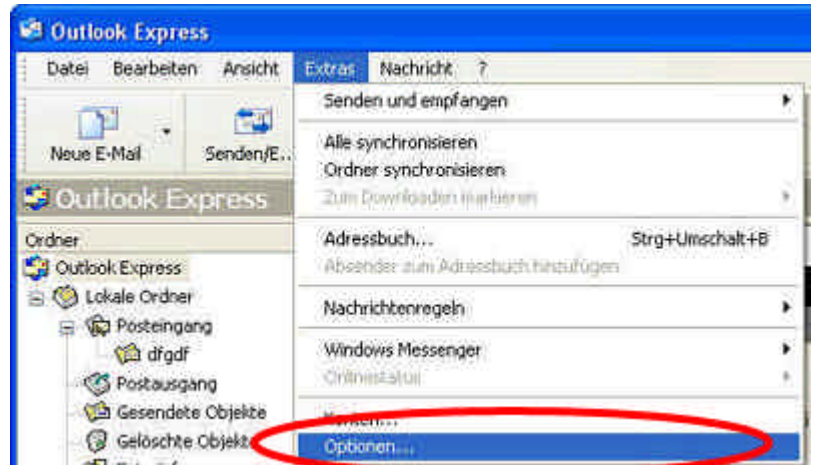 Outlook Express
Datei Bearbeiten Ansicht Extras Nachricht ?
Neue E-Mail Senden/E..
Outlook Express
Ordner
Outlook Express
Lokale Ordner
Posteingang
dfgdf
Postausgang
Gesendete Objekte
Gelöschte Objekte
Senden und empfangen
Alle synchronisieren
Ordner synchronisieren
Zum Downloaden markieren
Adressbuch... Strg+Umschalt+B
Absender zum Adressbuch hinzufügen
Nachrichtenregeln
Windows Messenger
Onlinestatus
Konten...
Optionen...